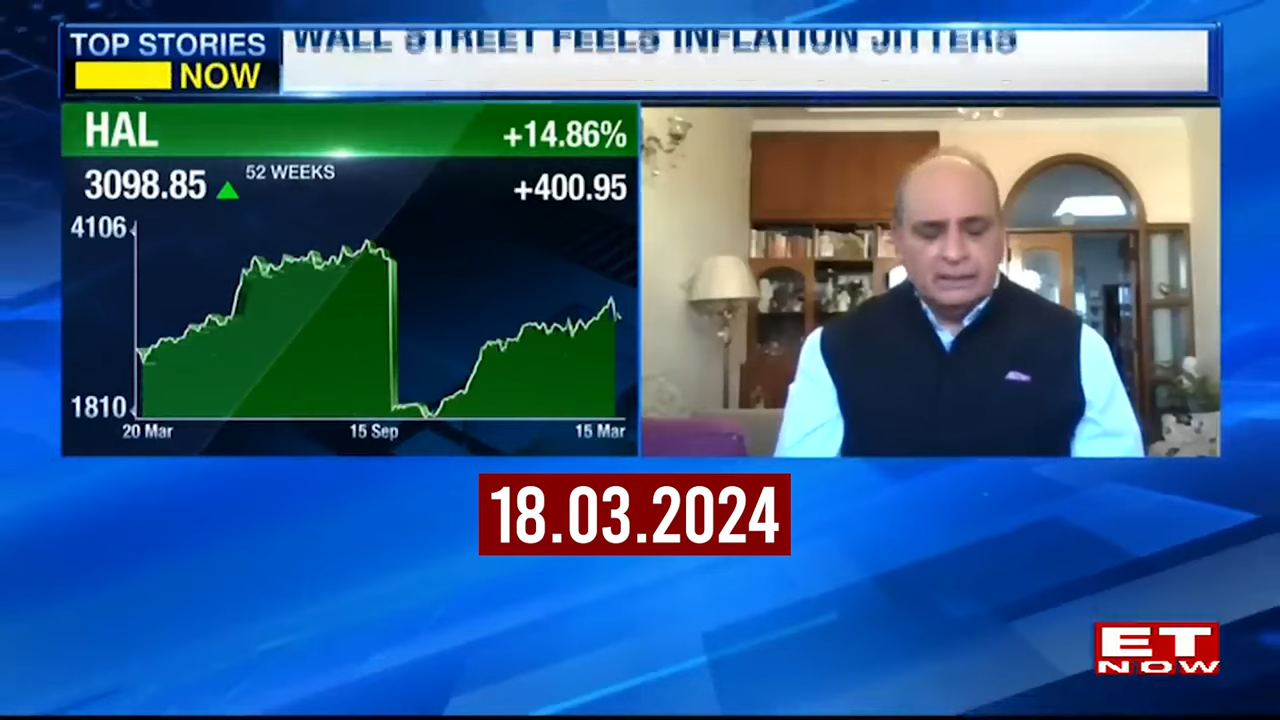 TOP STORIES
NOW
WALL STREET FEELS INFLATION JITTERS
HAL
+14.86%
3098.85
52 WEEKS
+400.95
4106
1810
20 Mar
15 Sep
15 Mar
18.03.2024
ET
NOW